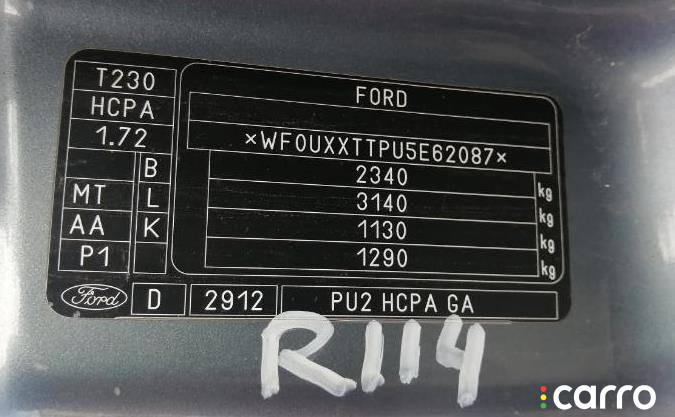 T230
HCPA
1.72
B
MT L
AA K
P1
FORD
×WF0UXXTTPU5E62087×
2340 kg
3140 kg
1130 kg
1290 kg
Ford D 2912 PU2 HCPA GA
R114
carro